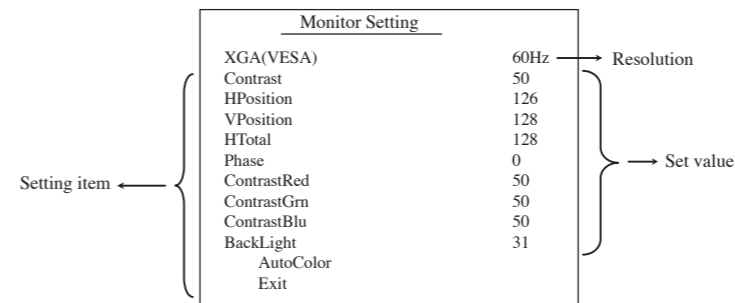 Monitor Setting
XGA(VESA) 60Hz Resolution
Contrast 50
HPosition 126
VPosition 128
HTotal 128
Phase 0
Setting item
Set value
ContrastRed 50
ContrastGrn 50
ContrastBlu 50
BackLight 31
AutoColor
Exit